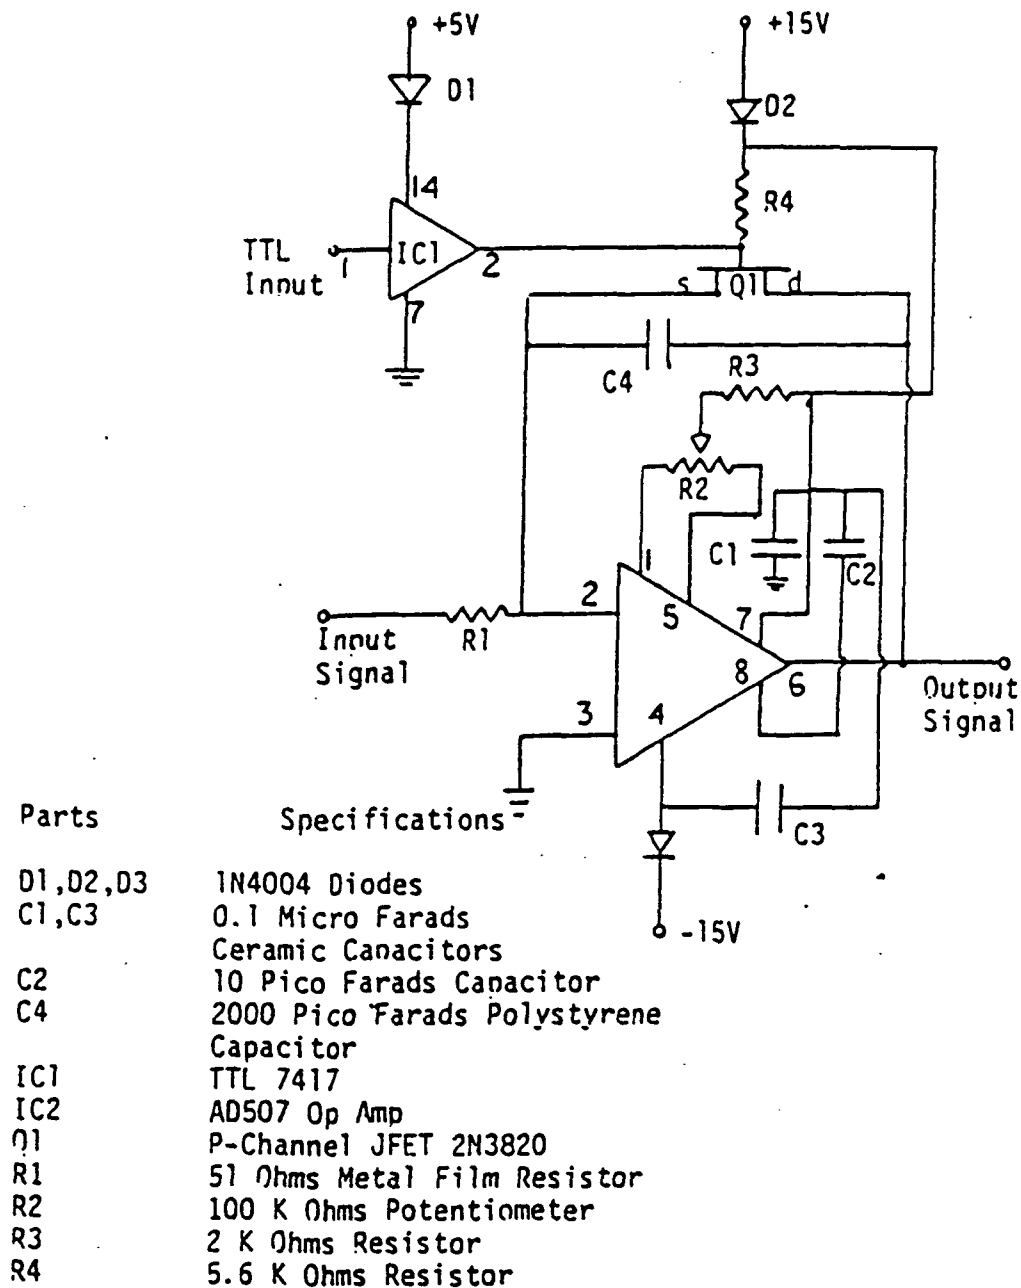 +5V
+15V
D1
D2
14
R4
TTL
Input
1
IC1
2
s
Q1
d
7
C4
R3
R2
C1
C2
1
2
5
7
Input
Signal
R1
8
6
Output
Signal
3
4
C3
-15V
Parts Specifications
D1,D2,D3 1N4004 Diodes
C1,C3 0.1 Micro Farads
Ceramic Capacitors
C2 10 Pico Farads Capacitor
C4 2000 Pico Farads Polystyrene
Capacitor
IC1 TTL 7417
IC2 AD507 Op Amp
Q1 P-Channel JFET 2N3820
R1 51 Ohms Metal Film Resistor
R2 100 K Ohms Potentiometer
R3 2 K Ohms Resistor
R4 5.6 K Ohms Resistor